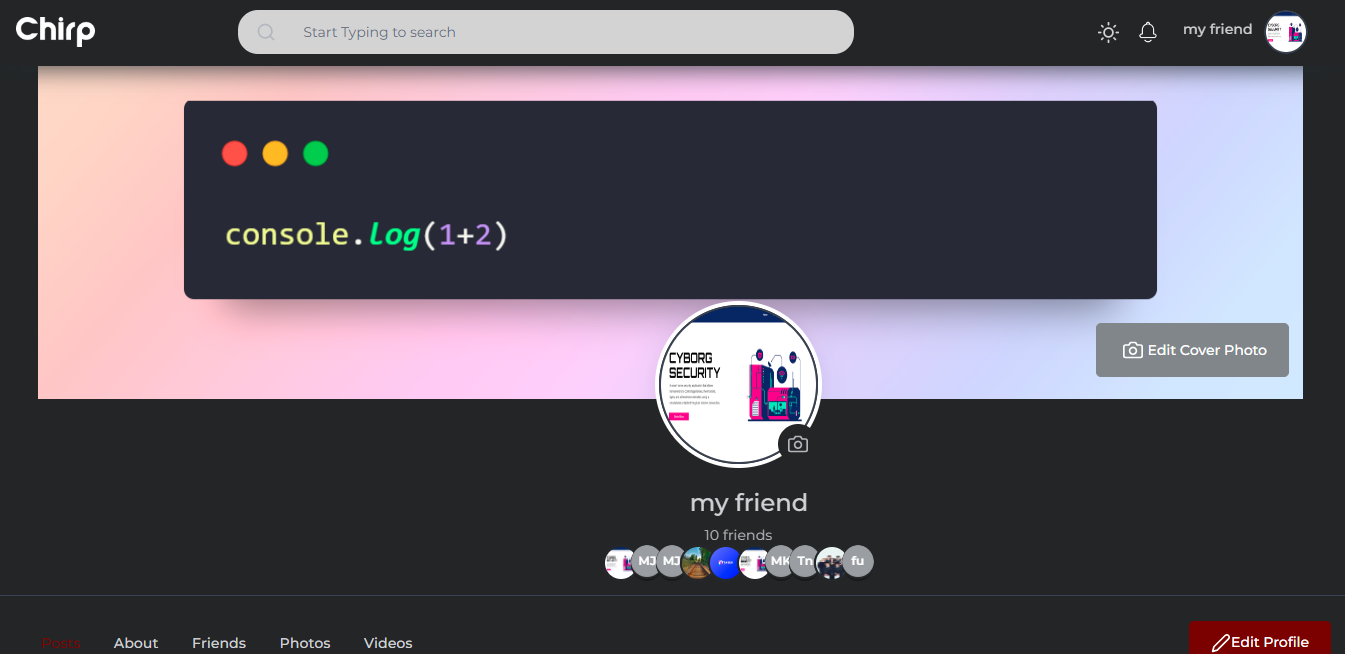 Chirp
Start Typing to search
my friend
console.log(1+2)
CYBORG
SECURITY
Edit Cover Photo
my friend
10 friends
MJ MJ MK Tn fu
Posts About Friends Photos Videos
Edit Profile